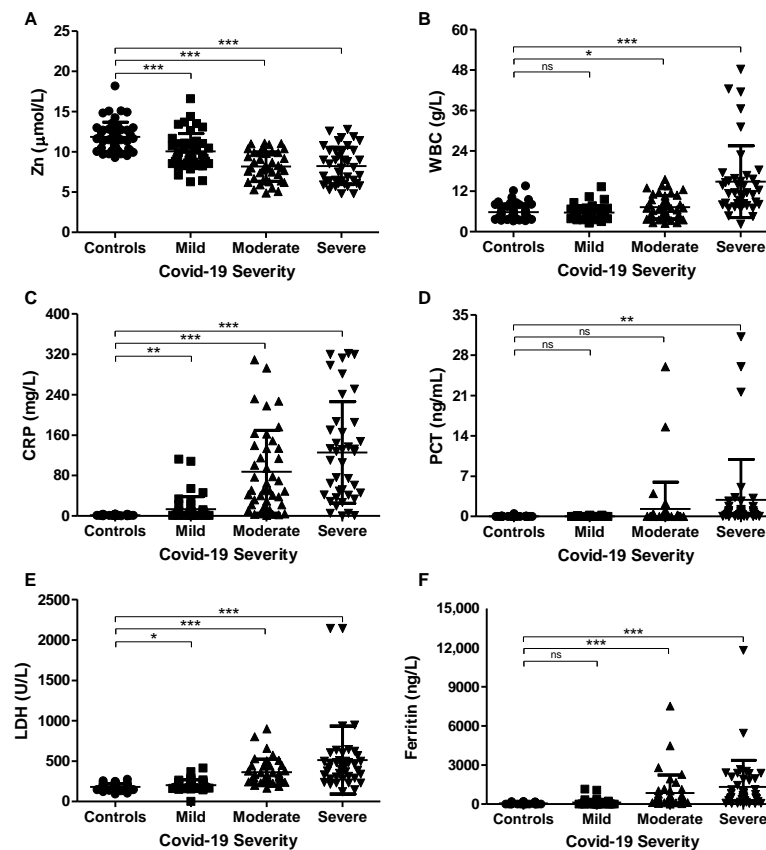 A
Zn (μmol/L)
25
20
15
10
5
0
***
***
***
Controls Mild Moderate Severe
Covid-19 Severity
B
WBC (g/L)
60
48
36
24
12
0
***
*
ns
Controls Mild Moderate Severe
Covid-19 Severity
C
CRP (mg/L)
400
320
240
160
80
0
***
***
**
Controls Mild Moderate Severe
Covid-19 Severity
D
PCT (ng/mL)
35
28
21
14
7
0
**
ns
ns
Controls Mild Moderate Severe
Covid-19 Severity
E
LDH (U/L)
2500
2000
1500
1000
500
0
***
***
*
Controls Mild Moderate Severe
Covid-19 Severity
F
Ferritin (ng/L)
15,000
12,000
9000
6000
3000
0
***
***
ns
Controls Mild Moderate Severe
Covid-19 Severity